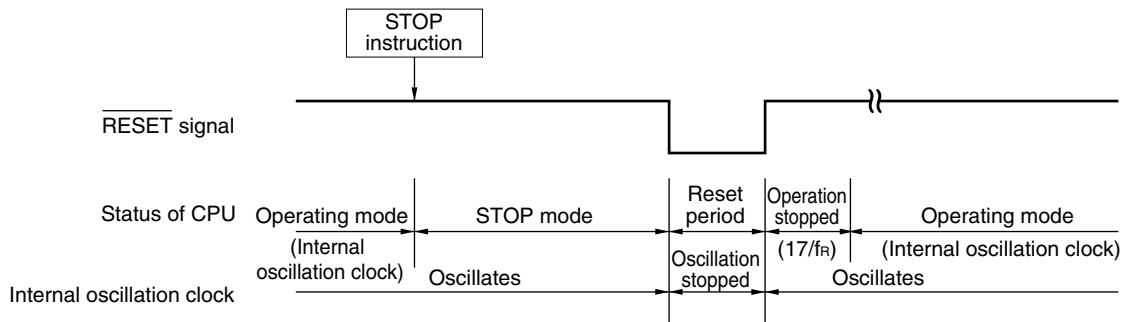 STOP
instruction
RESET signal
Status of CPU
Operating mode
(Internal
oscillation clock)
STOP mode
Reset
period
Operation
stopped
(17/fR)
Operating mode
(Internal oscillation clock)
Internal oscillation clock
Oscillates
Oscillation
stopped
Oscillates